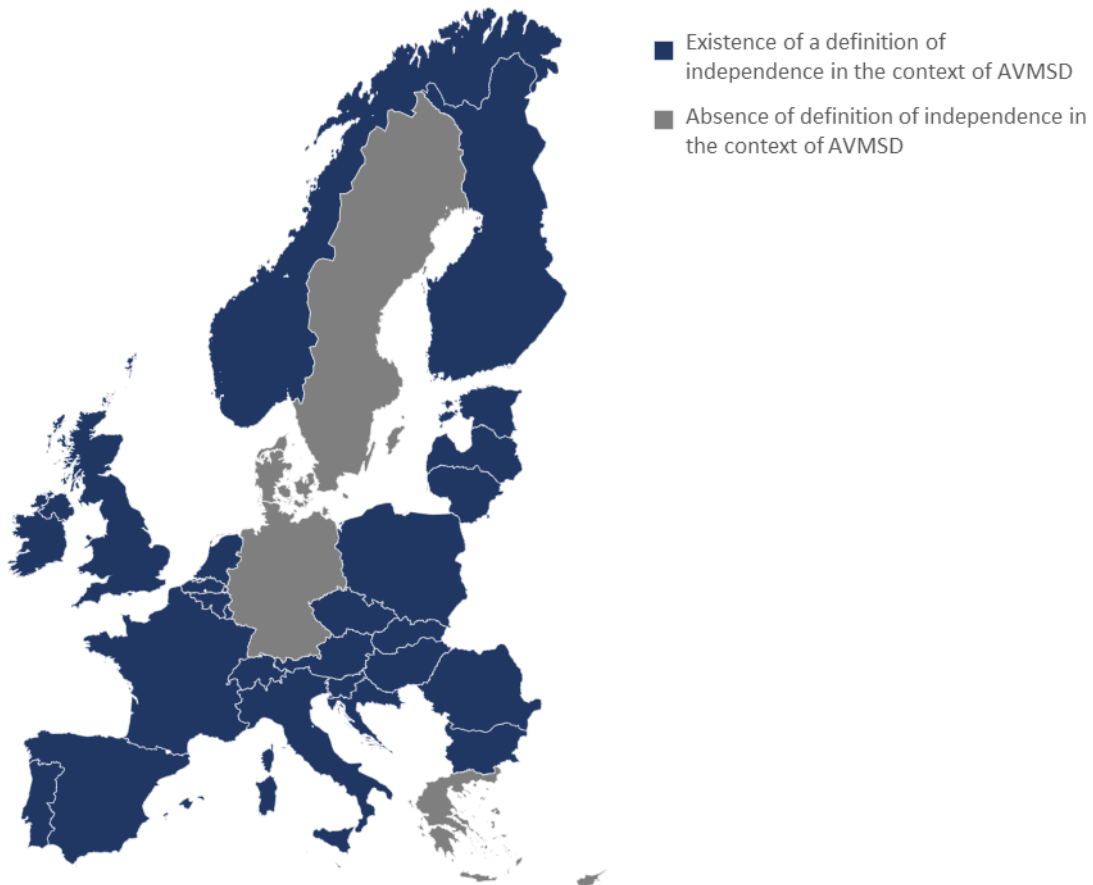 Existence of a definition of
independence in the context of AVMSD
Absence of definition of independence in
the context of AVMSD